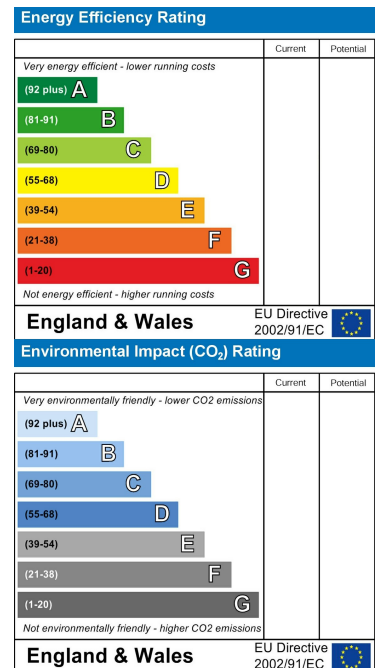 Energy Efficiency Rating
Current Potential
Very energy efficient - lower running costs
(92 plus) A
(81-91) B
(69-80) C
(55-68) D
(39-54) E
(21-38) F
(1-20) G
Not energy efficient - higher running costs
England & Wales
EU Directive
2002/91/EC
Environmental Impact (CO₂) Rating
Current Potential
Very environmentally friendly - lower CO2 emissions
(92 plus) A
(81-91) B
(69-80) C
(55-68) D
(39-54) E
(21-38) F
(1-20) G
Not environmentally friendly - higher CO2 emissions
England & Wales
EU Directive
2002/91/EC